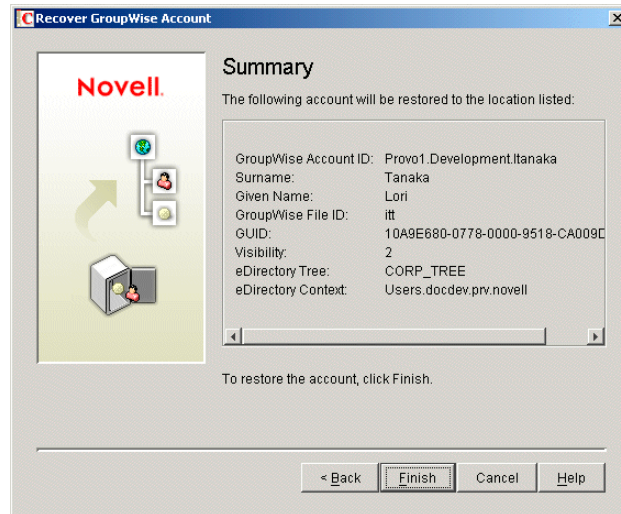 Recover GroupWise Account
Novell.
Summary
The following account will be restored to the location listed:
GroupWise Account ID: Provo1.Development.ltanaka
Surname: Tanaka
Given Name: Lori
GroupWise File ID: itt
GUID: 10A9E680-0778-0000-9518-CA009D
Visibility: 2
eDirectory Tree: CORP_TREE
eDirectory Context: Users.docdev.prv.novell
To restore the account, click Finish.
< Back Finish Cancel Help